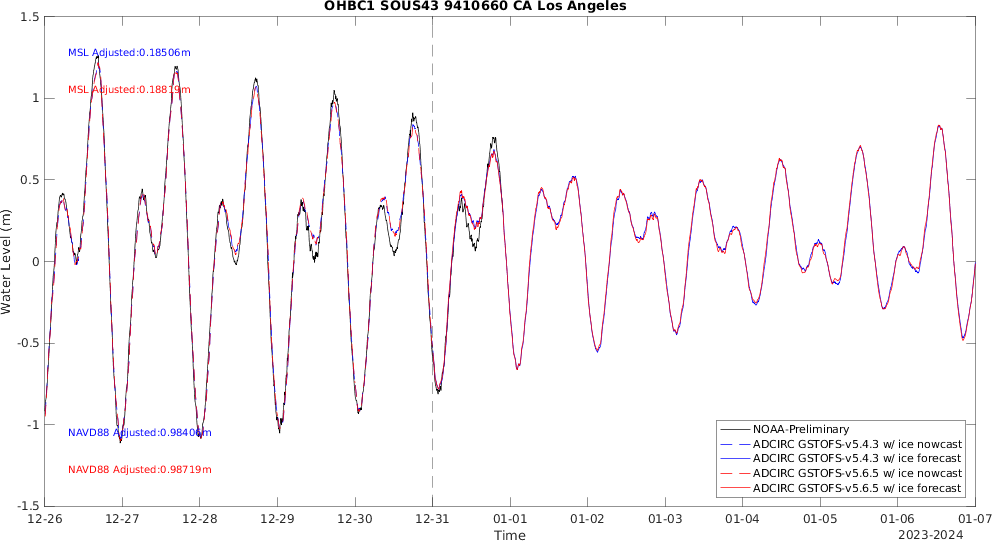 OHBC1 SOUS43 9410660 CA Los Angeles
1.5
1
0.5
0
-0.5
-1
-1.5
Water Level (m)
MSL Adjusted:0.18506m
MSL Adjusted:0.18819m
NAVD88 Adjusted:0.98406m
NAVD88 Adjusted:0.98719m
NOAA-Preliminary
ADCIRC GSTOFS-v5.4.3 w/ ice nowcast
ADCIRC GSTOFS-v5.4.3 w/ ice forecast
ADCIRC GSTOFS-v5.6.5 w/ ice nowcast
ADCIRC GSTOFS-v5.6.5 w/ ice forecast
12-26 12-27 12-28 12-29 12-30 12-31 01-01 01-02 01-03 01-04 01-05 01-06 01-07
Time
2023-2024